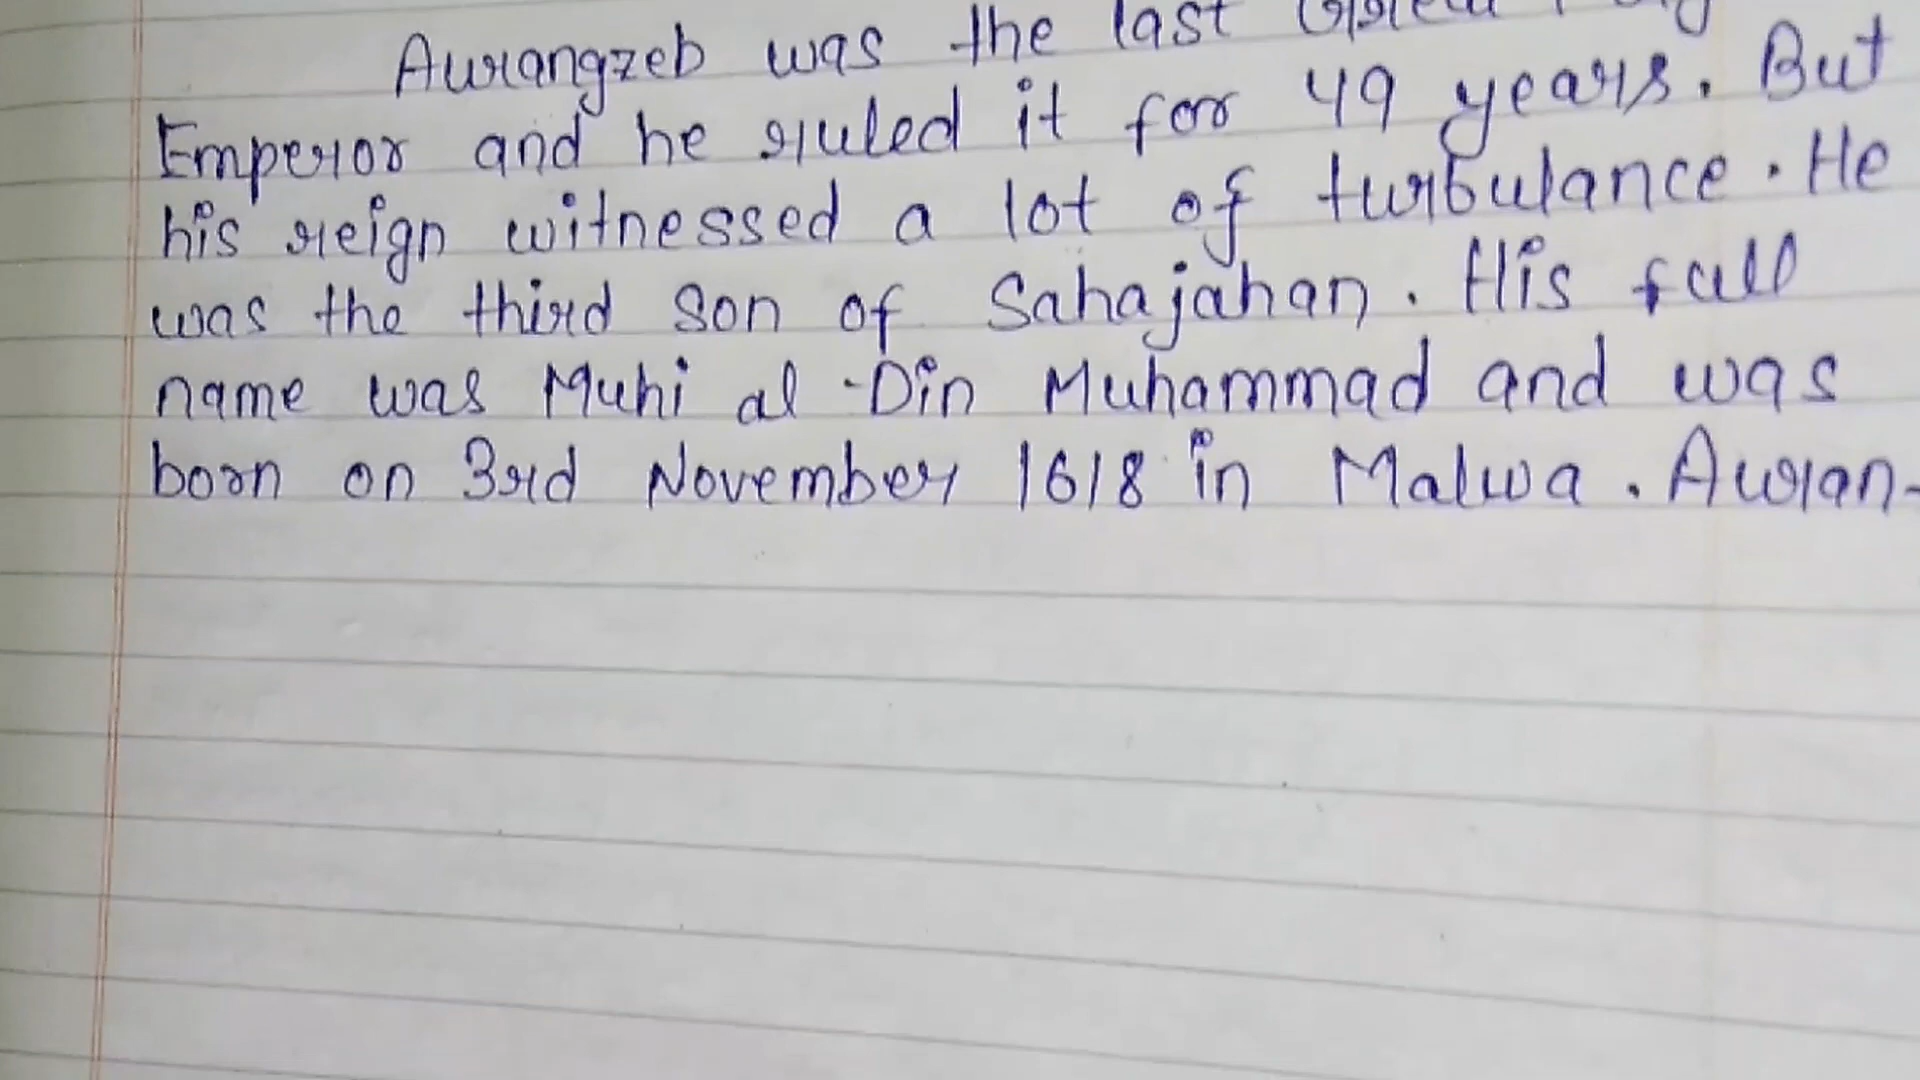 Aurangzeb was the last
Emperor and he ruled it for 49 years. But
his reign witnessed a lot of turbulance. He
was the third son of Sahajahan. His full
name was Muhi al-Din Muhammad and was
born on 3rd November 1618 in Malwa. Auran-